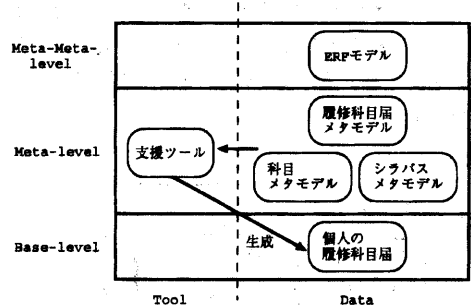 Meta-Meta-
level
ERFモデル
履修科目届
メタモデル
Meta-level
支援ツール
科目
メタモデル
シラバス
メタモデル
Base-level
生成
個人の
履修科目届
Tool
Data